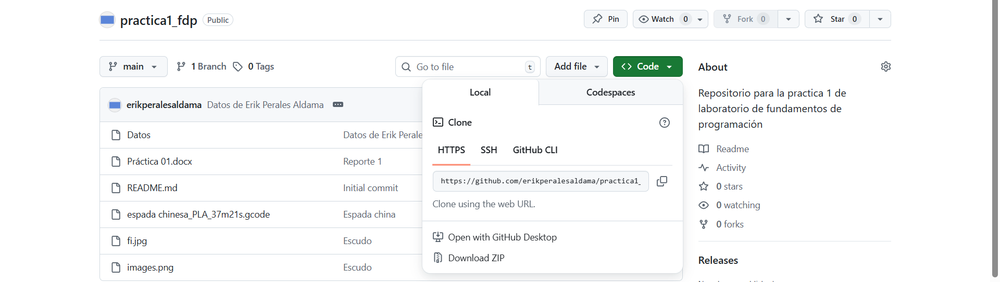 practica1_fdp Public
Pin
Watch 0
Fork 0
Star 0
main
1 Branch
0 Tags
Go to file
t
Add file
Code
About
Local
Codespaces
Repositorio para la practica 1 de
laboratorio de fundamentos de
programación
erikperalesaldama Datos de Erik Perales Aldama
Clone
Datos
Datos de Erik Perale
HTTPS
SSH
GitHub CLI
Readme
Práctica 01.docx
Reporte 1
Activity
https://github.com/erikperalesaldama/practica1_
README.md
Initial commit
0 stars
Clone using the web URL.
0 watching
espada chinesa_PLA_37m21s.gcode
Espada china
0 forks
Open with GitHub Desktop
fi.jpg
Escudo
Download ZIP
Releases
images.png
Escudo